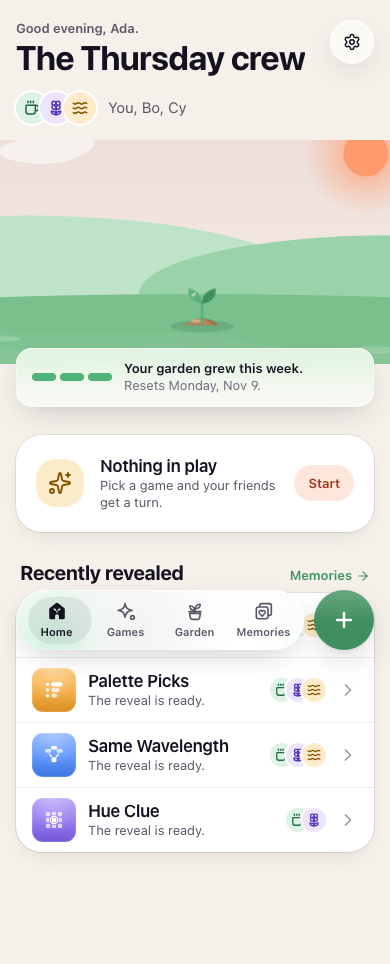 Good evening, Ada.
The Thursday crew
You, Bo, Cy
Your garden grew this week.
Resets Monday, Nov 9.
Nothing in play
Pick a game and your friends
get a turn.
Start
Recently revealed
Memories
Home
Games
Garden
Memories
Palette Picks
The reveal is ready.
Same Wavelength
The reveal is ready.
Hue Clue
The reveal is ready.